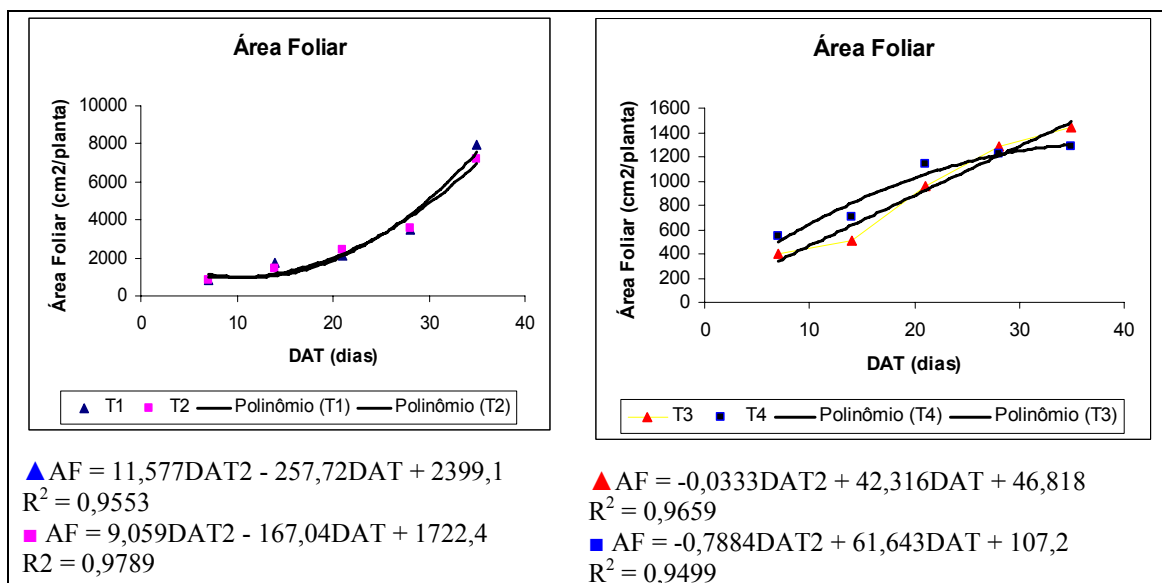 Área Foliar
10000
8000
6000
4000
2000
0
Área Foliar (cm2/planta)
0 10 20 30 40
DAT (dias)
T1 T2 Polinômio (T1) Polinômio (T2)
AF = 11,577DAT2 - 257,72DAT + 2399,1
R² = 0,9553
AF = 9,059DAT2 - 167,04DAT + 1722,4
R2 = 0,9789
Área Foliar
1600
1400
1200
1000
800
600
400
200
0
Área Foliar (cm2/planta)
0 10 20 30 40
DAT (dias)
T3 T4 Polinômio (T4) Polinômio (T3)
AF = -0,0333DAT2 + 42,316DAT + 46,818
R² = 0,9659
AF = -0,7884DAT2 + 61,643DAT + 107,2
R² = 0,9499